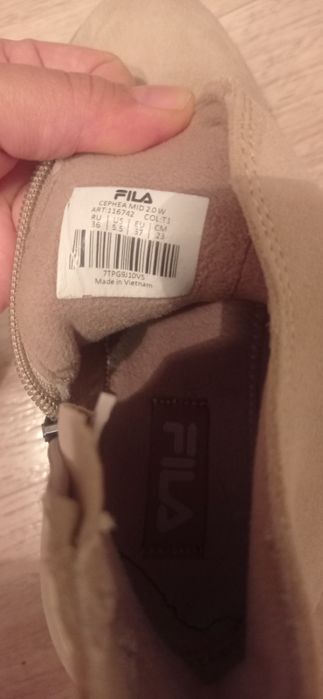 FILA
CEPHEA MID 2.0 W
ART:116742 COL:T1
RU US EU CM
36 5.5 37 23
7TPG9J10VS
Made in Vietnam
FILA